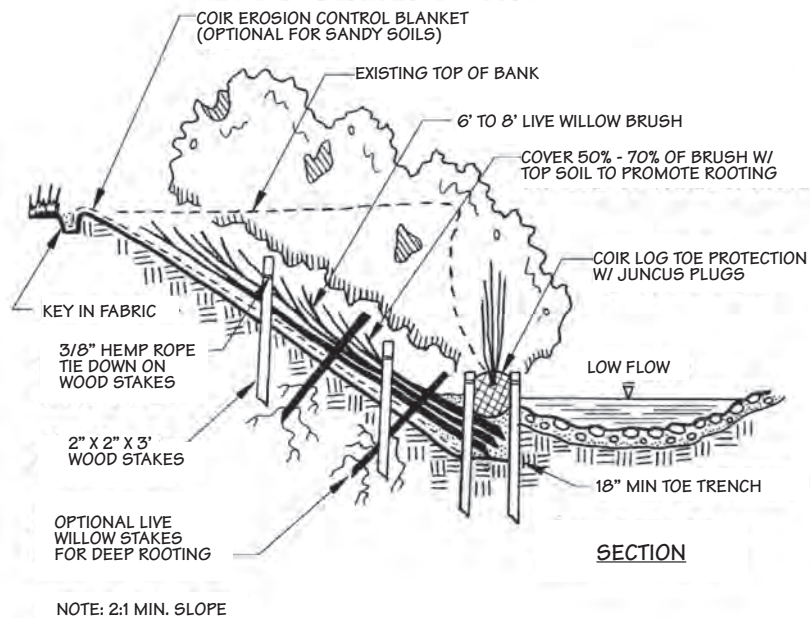 COIR EROSION CONTROL BLANKET
(OPTIONAL FOR SANDY SOILS)
EXISTING TOP OF BANK
6' TO 8' LIVE WILLOW BRUSH
COVER 50% - 70% OF BRUSH W/
TOP SOIL TO PROMOTE ROOTING
COIR LOG TOE PROTECTION
W/ JUNCUS PLUGS
KEY IN FABRIC
3/8" HEMP ROPE
TIE DOWN ON
WOOD STAKES
LOW FLOW
2" X 2" X 3'
WOOD STAKES
18" MIN TOE TRENCH
OPTIONAL LIVE
WILLOW STAKES
FOR DEEP ROOTING
SECTION
NOTE: 2:1 MIN. SLOPE